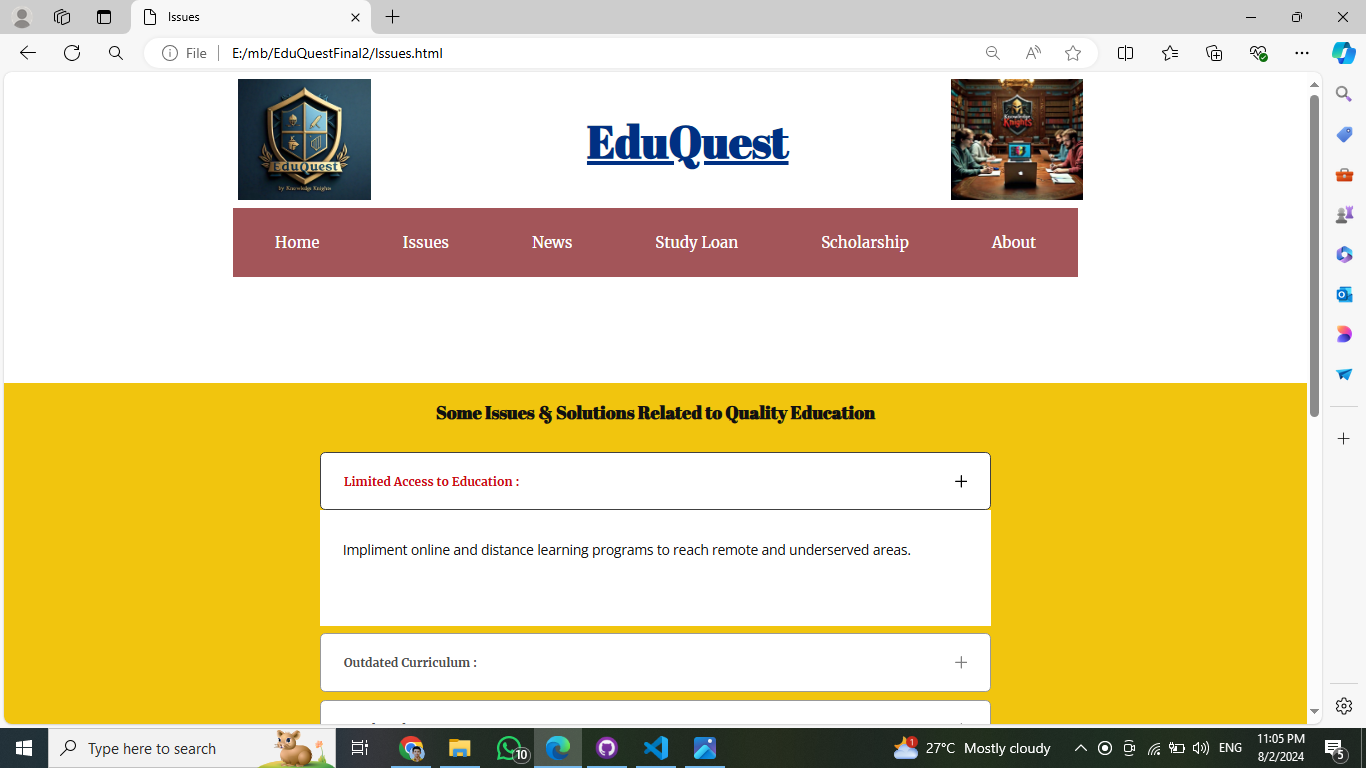 Issues
File
E:/mb/EduQuestFinal2/Issues.html
EduQuest
by Knowledge Knights
EduQuest
Knowledge
Knights
Home Issues News Study Loan Scholarship About
Some Issues & Solutions Related to Quality Education
Limited Access to Education :
Impliment online and distance learning programs to reach remote and underserved areas.
Outdated Curriculum :
Type here to search
10
1
27°C Mostly cloudy
ENG
11:05 PM
8/2/2024
5